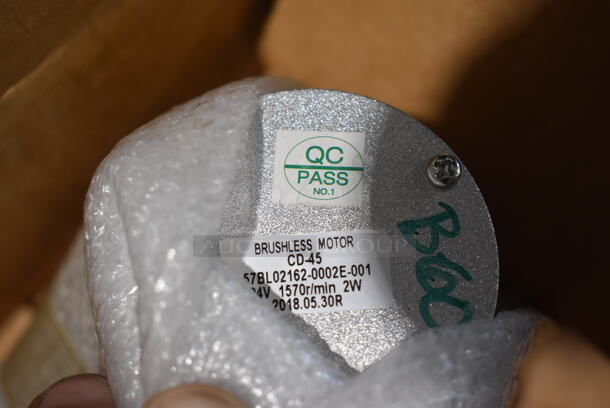 QC
PASS
NO.1
BRUSHLESS MOTOR
CD-45
57BL02162-0002E-001
24V 1570r/min 2W
2018.05.30R